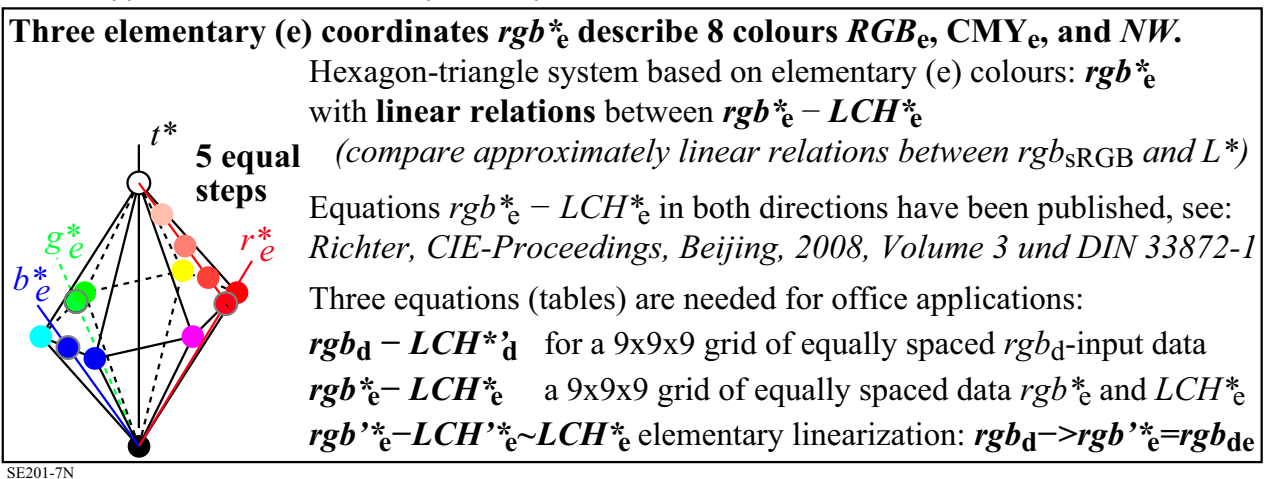 Three elementary (e) coordinates rgb*e describe 8 colours RGBe, CMYe, and NW.
Hexagon-triangle system based on elementary (e) colours: rgb*e
with linear relations between rgb*e − LCH*e
(compare approximately linear relations between rgbsRGB and L*)
t*
5 equal
steps
Equations rgb*e − LCH*e in both directions have been published, see:
Richter, CIE-Proceedings, Beijing, 2008, Volume 3 und DIN 33872-1
g*e
r*e
b*e
Three equations (tables) are needed for office applications:
rgbd − LCH*’d for a 9x9x9 grid of equally spaced rgbd-input data
rgb*e− LCH*e a 9x9x9 grid of equally spaced data rgb*e and LCH*e
rgb’*e−LCH’*e~LCH*e elementary linearization: rgbd−>rgb’*e=rgbde
SE201-7N